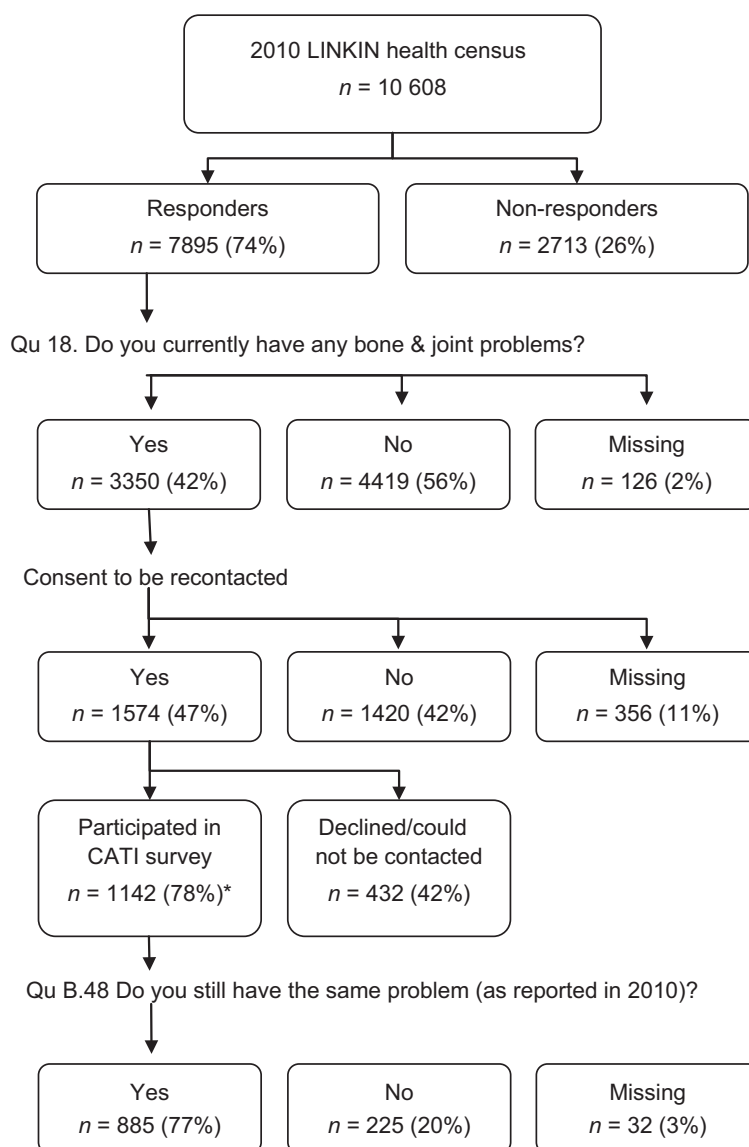 2010 LINKIN health census
n = 10 608
Responders
n = 7895 (74%)
Non-responders
n = 2713 (26%)
Qu 18. Do you currently have any bone & joint problems?
Yes
n = 3350 (42%)
No
n = 4419 (56%)
Missing
n = 126 (2%)
Consent to be recontacted
Yes
n = 1574 (47%)
No
n = 1420 (42%)
Missing
n = 356 (11%)
Participated in
CATI survey
n = 1142 (78%)*
Declined/could
not be contacted
n = 432 (42%)
Qu B.48 Do you still have the same problem (as reported in 2010)?
Yes
n = 885 (77%)
No
n = 225 (20%)
Missing
n = 32 (3%)